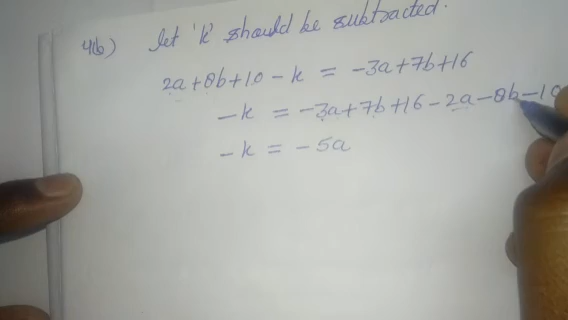 4(b) let 'k' should be subtracted.
2a+8b+10-k = -3a+7b+16
-k = -3a+7b+16-2a-8b-10
-k = -5a